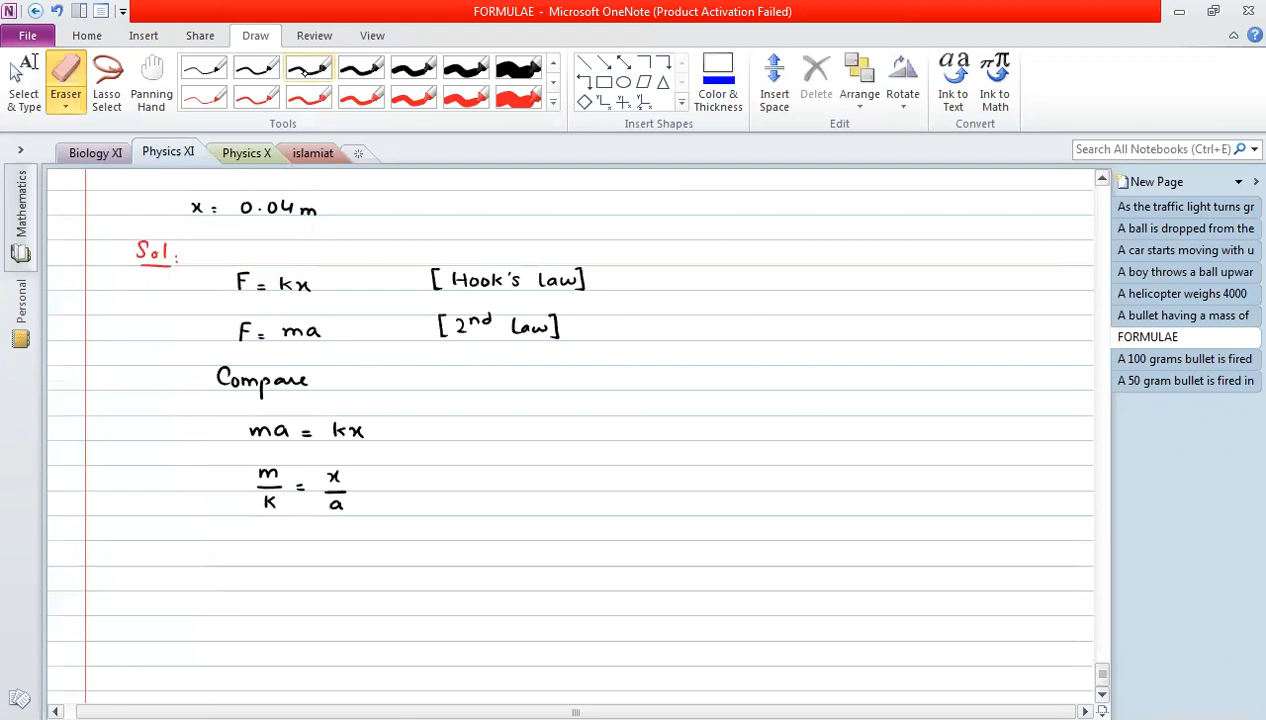 FORMULAE - Microsoft OneNote (Product Activation Failed)
File Home Insert Share Draw Review View
Select & Type
Eraser
Lasso Select
Panning Hand
Color & Thickness
Insert Space
Delete
Arrange
Rotate
Ink to Text
Ink to Math
Tools
Insert Shapes
Edit
Convert
Biology XI
Physics XI
Physics X
islamiat
Search All Notebooks (Ctrl+E)
Mathematics
Personal
x = 0.04 m
Sol:
F = kx [Hook's law]
F = ma [2nd law]
Compare
ma = kx
m/k = x/a
New Page
As the traffic light turns gr
A ball is dropped from the
A car starts moving with u
A boy throws a ball upwar
A helicopter weighs 4000
A bullet having a mass of
FORMULAE
A 100 grams bullet is fired
A 50 gram bullet is fired in